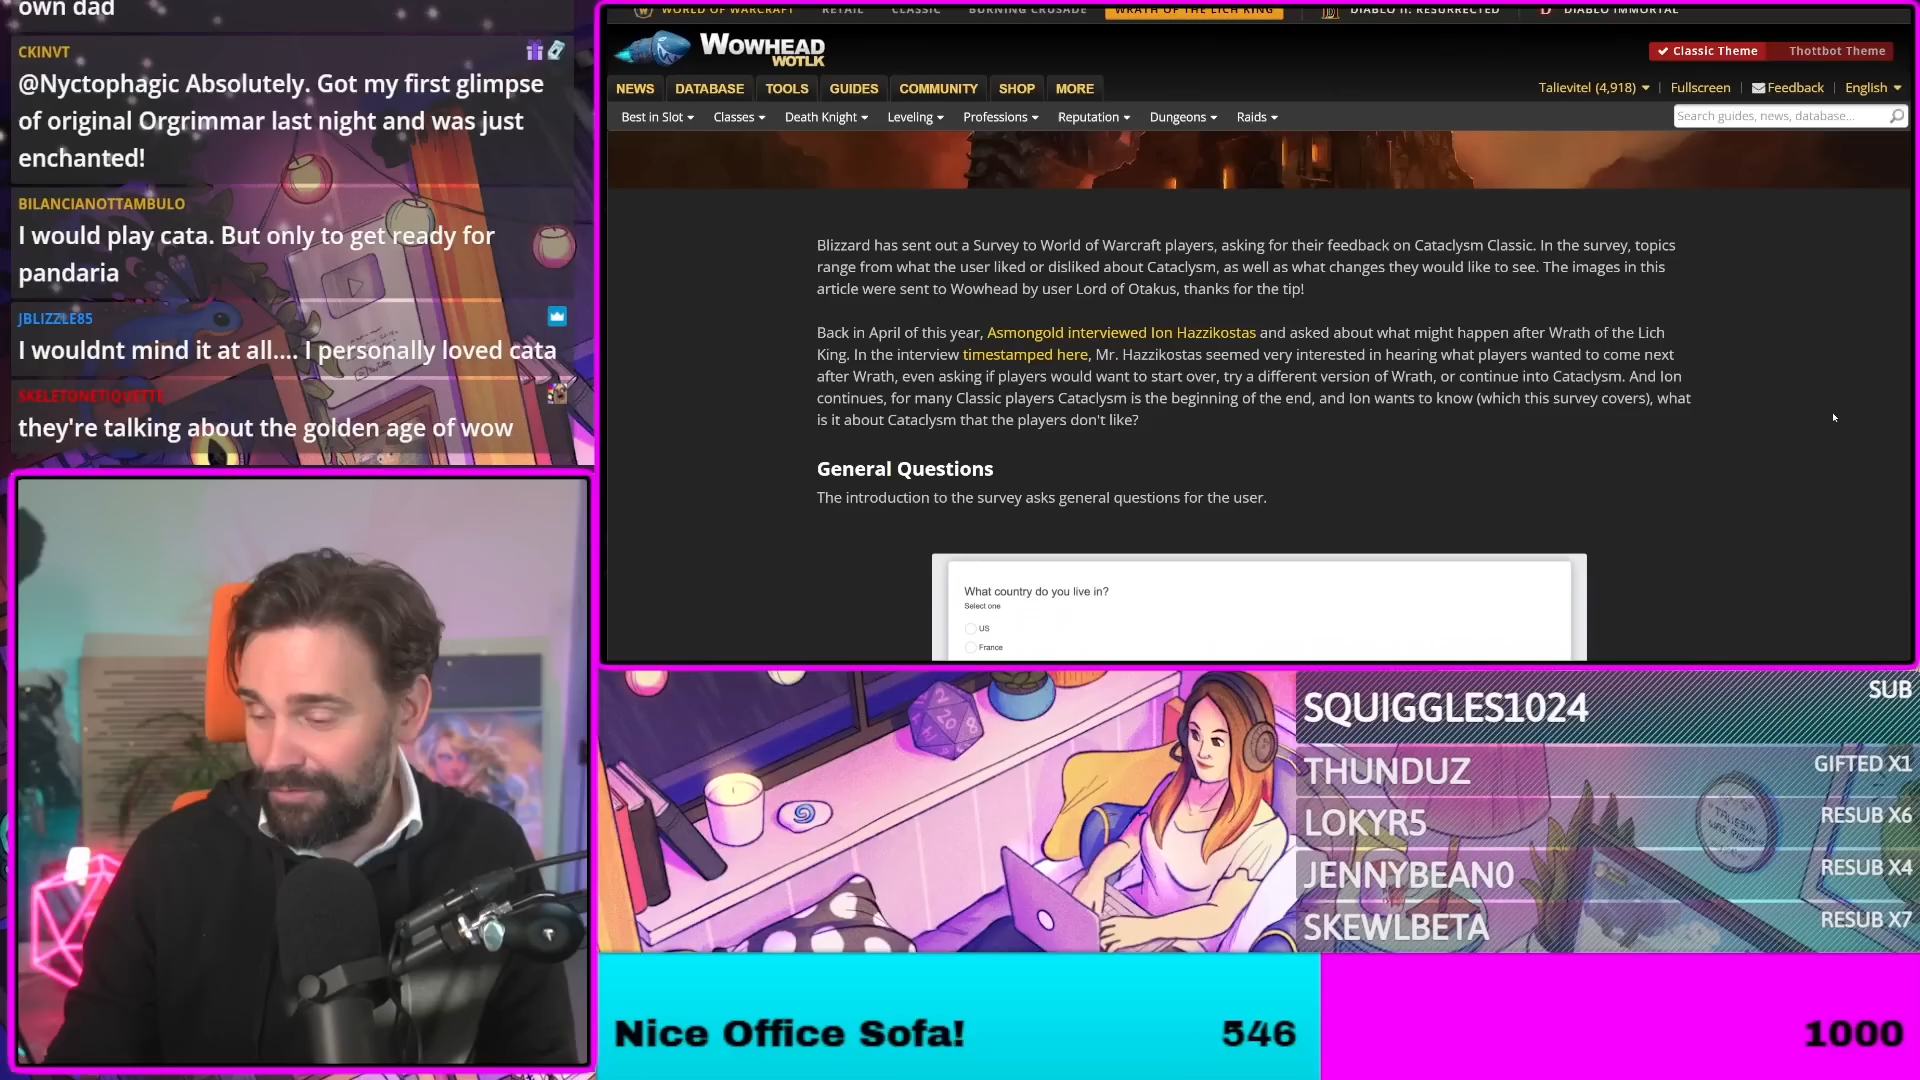 own dad
CKINVT
@Nyctophagic Absolutely. Got my first glimpse
of original Orgrimmar last night and was just
enchanted!
BILANCIANOTTAMBULO
I would play cata. But only to get ready for
pandaria
JBLIZZLE85
I wouldnt mind it at all.... I personally loved cata
SKELETONETIQUETTE
they're talking about the golden age of wow
WORLD OF WARCRAFT RETAIL CLASSIC BURNING CRUSADE WRATH OF THE LICH KING DIABLO II: RESURRECTED DIABLO IMMORTAL
WOWHEAD
WOTLK
Classic Theme Thottbot Theme
NEWS DATABASE TOOLS GUIDES COMMUNITY SHOP MORE
Talievitel (4,918) | Fullscreen | Feedback | English
Best in Slot Classes Death Knight Leveling Professions Reputation Dungeons Raids
Search guides, news, database...
Blizzard has sent out a Survey to World of Warcraft players, asking for their feedback on Cataclysm Classic. In the survey, topics
range from what the user liked or disliked about Cataclysm, as well as what changes they would like to see. The images in this
article were sent to Wowhead by user Lord of Otakus, thanks for the tip!
Back in April of this year, Asmongold interviewed Ion Hazzikostas and asked about what might happen after Wrath of the Lich
King. In the interview timestamped here, Mr. Hazzikostas seemed very interested in hearing what players wanted to come next
after Wrath, even asking if players would want to start over, try a different version of Wrath, or continue into Cataclysm. And Ion
continues, for many Classic players Cataclysm is the beginning of the end, and Ion wants to know (which this survey covers), what
is it about Cataclysm that the players don't like?
General Questions
The introduction to the survey asks general questions for the user.
What country do you live in?
Select one
US
France
SQUIGGLES1024 SUB
THUNDUZ GIFTED X1
LOKYR5 RESUB X6
JENNYBEAN0 RESUB X4
SKEWLBETA RESUB X7
Nice Office Sofa! 546 1000